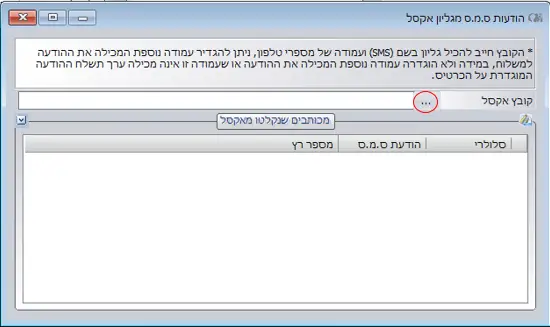 הודעות ס.מ.ס מגליון אקסל
* הקובץ חייב להכיל גליון בשם (SMS) ועמודה של מספרי טלפון, ניתן להגדיר עמודה נוספת המכילה את ההודעה
למשלוח, במידה ולא הוגדרה עמודה נוספת המכילה את ההודעה או שעמודה זו אינה מכילה ערך תשלח ההודעה
המוגדרת על הכרטיס.
קובץ אקסל ...
מכותבים שנקלטו מאקסל
סלולרי הודעת ס.מ.ס מספר רץ